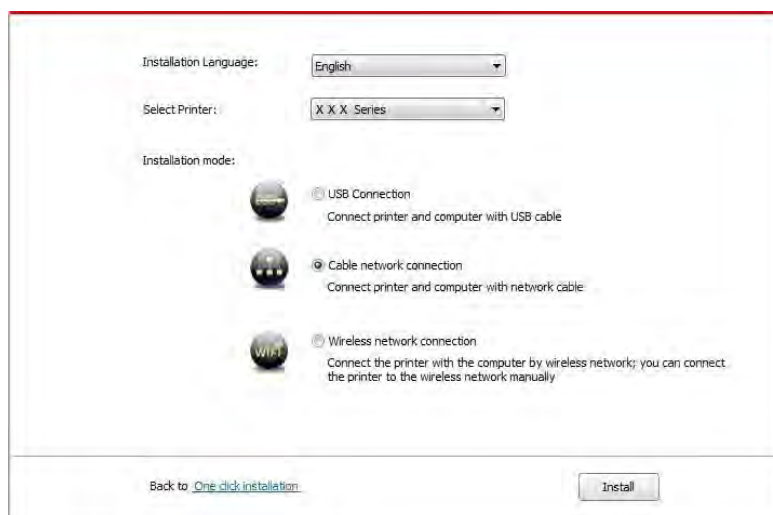 Installation Language: English
Select Printer: X X X Series
Installation mode:
USB Connection
Connect printer and computer with USB cable
Cable network connection
Connect printer and computer with network cable
WIFI
Wireless network connection
Connect the printer with the computer by wireless network; you can connect
the printer to the wireless network manually
Back to One click installation
Install